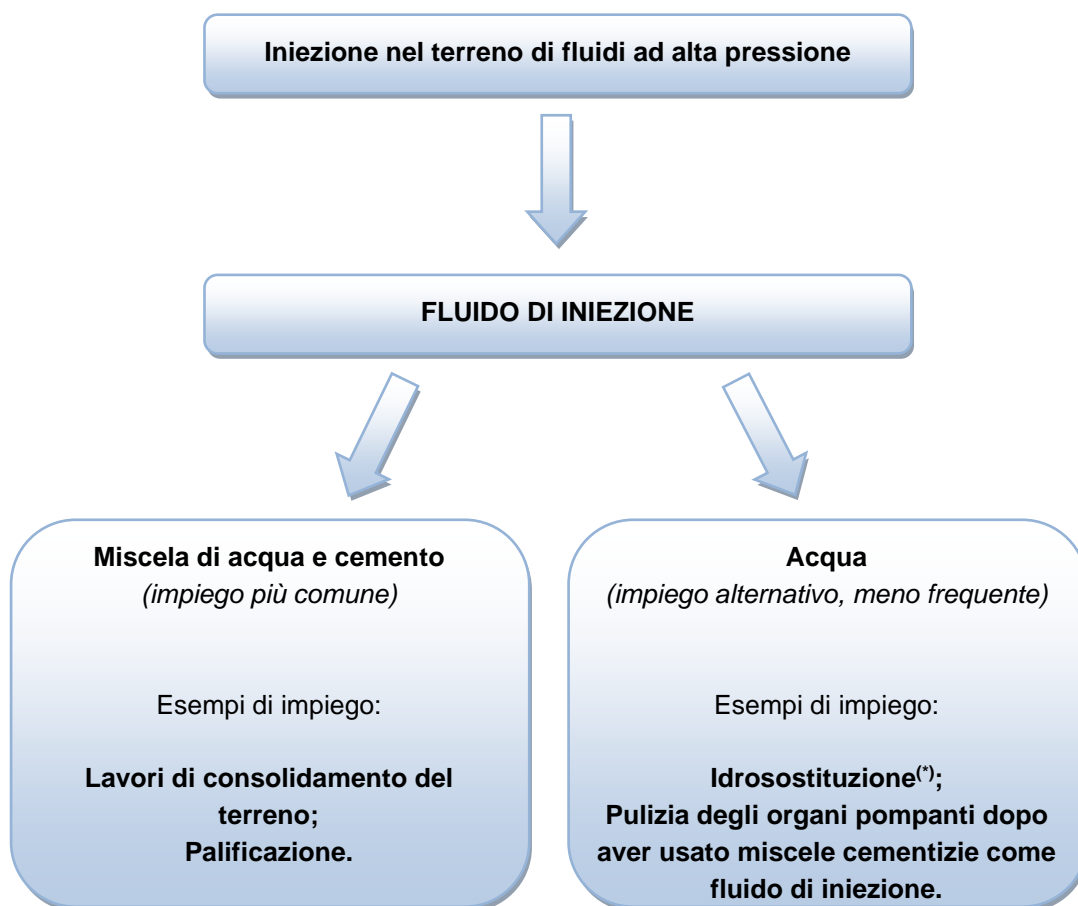 Iniezione nel terreno di fluidi ad alta pressione
FLUIDO DI INIEZIONE
Miscela di acqua e cemento
(impiego più comune)
Esempi di impiego:
Lavori di consolidamento del
terreno;
Palificazione.
Acqua
(impiego alternativo, meno frequente)
Esempi di impiego:
Idrosostituzione(*);
Pulizia degli organi pompanti dopo
aver usato miscele cementizie come
fluido di iniezione.